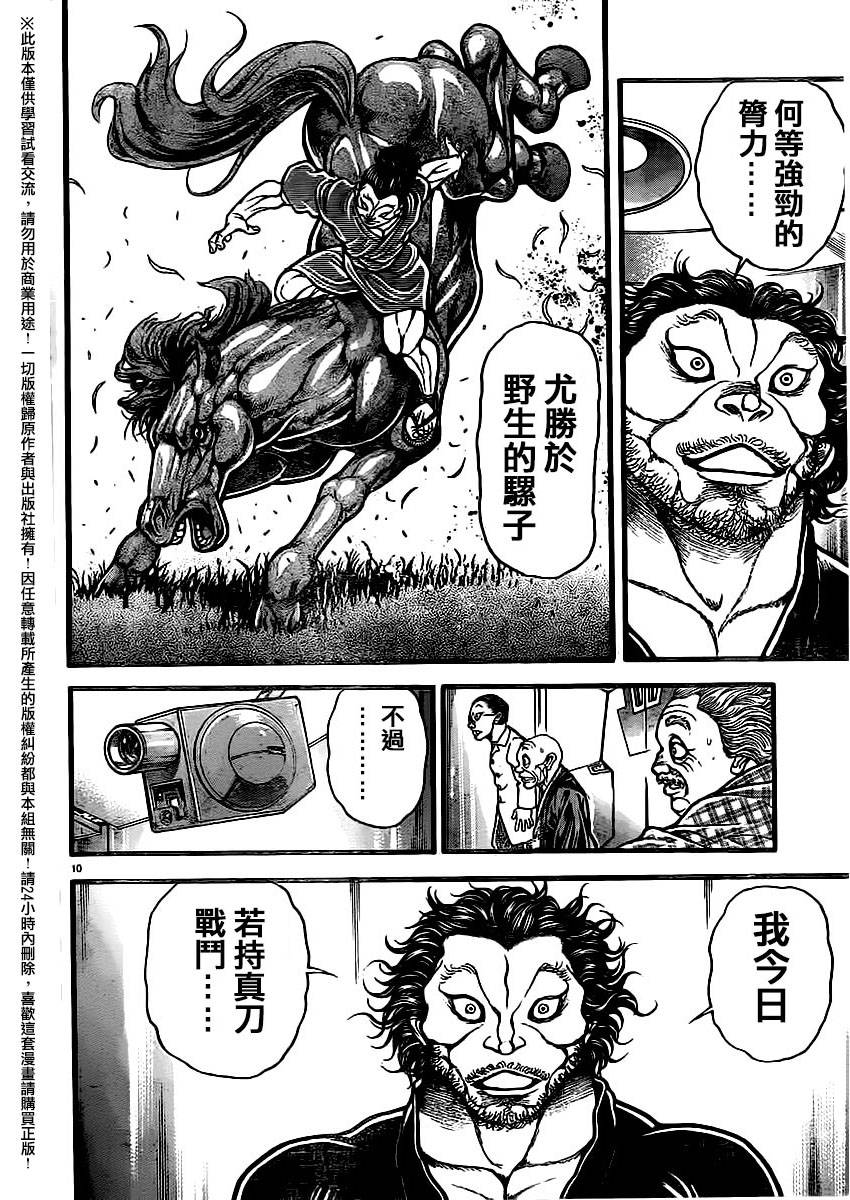 何等強勁的
膂力……
尤勝於
野生的騾子
不過
…………
10
我今日
若持真刀
戰鬥……
※此版本僅供學習試看交流，請勿用於商業用途！一切版權歸原作者與出版社擁有！因任意轉載所產生的版權糾紛都與本組無關！請24小時內刪除，喜歡這套漫畫請購買正版！